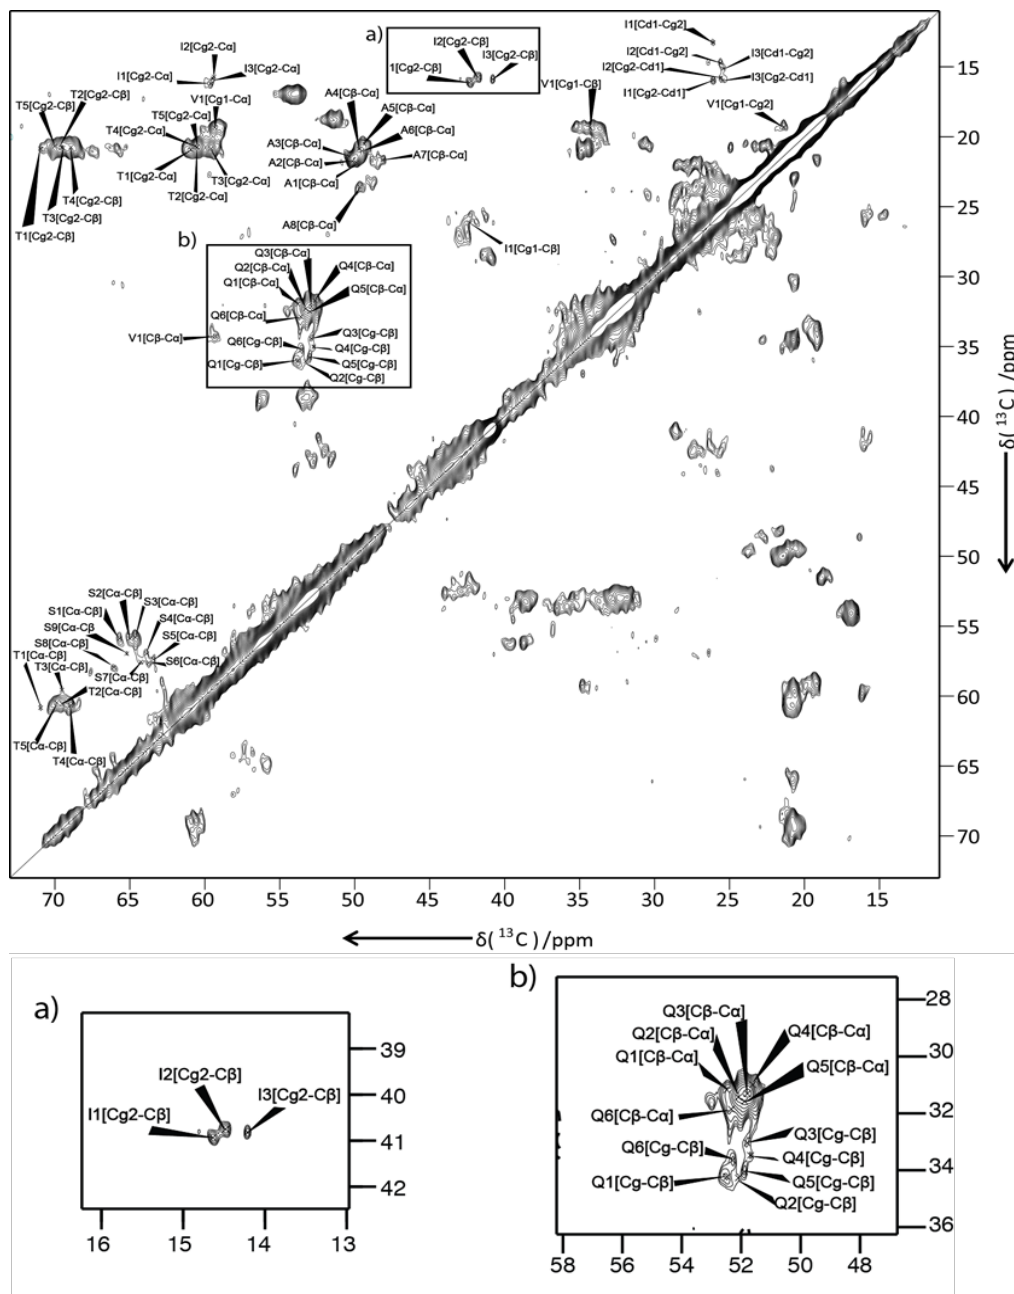 a)
I1[Cd1-Cg2]
I2[Cg2-Cα]
I2[Cg2-Cβ]
I3[Cg2-Cβ]
I2[Cd1-Cg2]
I3[Cd1-Cg2]
I1[Cg2-Cα]
I3[Cg2-Cα]
1[Cg2-Cβ]
I2[Cg2-Cd1]
I3[Cg2-Cd1]
15
T2[Cg2-Cβ]
V1[Cg1-Cα]
A4[Cβ-Cα]
V1[Cg1-Cβ]
I1[Cg2-Cd1]
T5[Cg2-Cβ]
T5[Cg2-Cα]
A5[Cβ-Cα]
V1[Cg1-Cg2]
T4[Cg2-Cα]
A6[Cβ-Cα]
20
A3[Cβ-Cα]
A7[Cβ-Cα]
A2[Cβ-Cα]
T1[Cg2-Cα]
T3[Cg2-Cα]
A1[Cβ-Cα]
T2[Cg2-Cα]
T4[Cg2-Cβ]
T3[Cg2-Cβ]
A8[Cβ-Cα]
25
T1[Cg2-Cβ]
b)
I1[Cg1-Cβ]
Q3[Cβ-Cα]
Q2[Cβ-Cα]
Q4[Cβ-Cα]
Q1[Cβ-Cα]
Q5[Cβ-Cα]
30
Q6[Cβ-Cα]
V1[Cβ-Cα]
Q3[Cg-Cβ]
Q6[Cg-Cβ]
Q4[Cg-Cβ]
35
Q1[Cg-Cβ]
Q5[Cg-Cβ]
Q2[Cg-Cβ]
40
δ( 13C) /ppm
45
50
S2[Cα-Cβ]
S3[Cα-Cβ]
S1[Cα-Cβ]
S4[Cα-Cβ]
S9[Cα-Cβ
S5[Cα-Cβ]
55
S8[Cα-Cβ]
T1[Cα-Cβ]
S6[Cα-Cβ]
T3[Cα-Cβ]
S7[Cα-Cβ]
T2[Cα-Cβ]
60
T5[Cα-Cβ]
T4[Cα-Cβ]
65
70
70 65 60 55 50 45 40 35 30 25 20 15
δ( 13C) /ppm
a)
39
I2[Cg2-Cβ]
I3[Cg2-Cβ]
40
I1[Cg2-Cβ]
41
42
16 15 14 13
b)
28
Q3[Cβ-Cα]
Q2[Cβ-Cα]
Q4[Cβ-Cα]
Q1[Cβ-Cα]
30
Q5[Cβ-Cα]
Q6[Cβ-Cα]
32
Q3[Cg-Cβ]
Q6[Cg-Cβ]
Q4[Cg-Cβ]
34
Q1[Cg-Cβ]
Q5[Cg-Cβ]
Q2[Cg-Cβ]
36
58 56 54 52 50 48